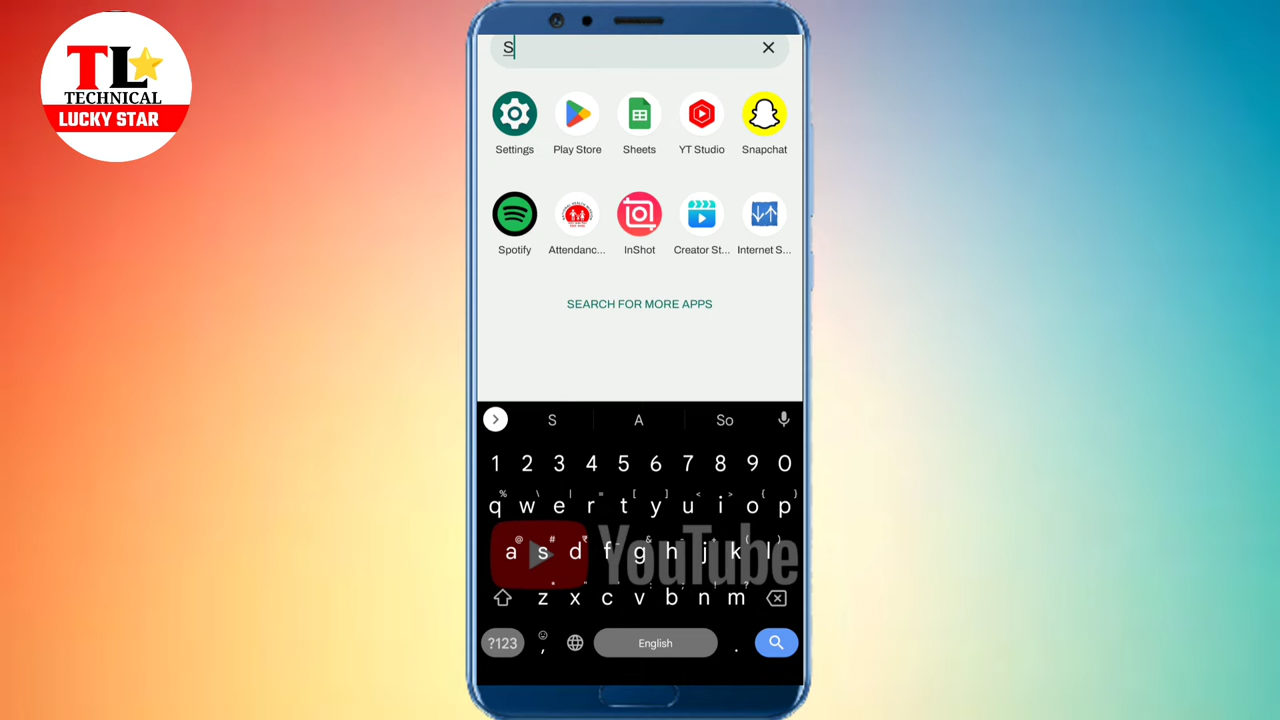 TL
TECHNICAL
LUCKY STAR
S
Settings Play Store Sheets YT Studio Snapchat
Spotify Attendanc... InShot Creator St... Internet S...
SEARCH FOR MORE APPS
S A So
1 2 3 4 5 6 7 8 9 0
q w e r t y u i o p
a s d f g h j k l
YouTube
z x c v b n m
?123 , English .